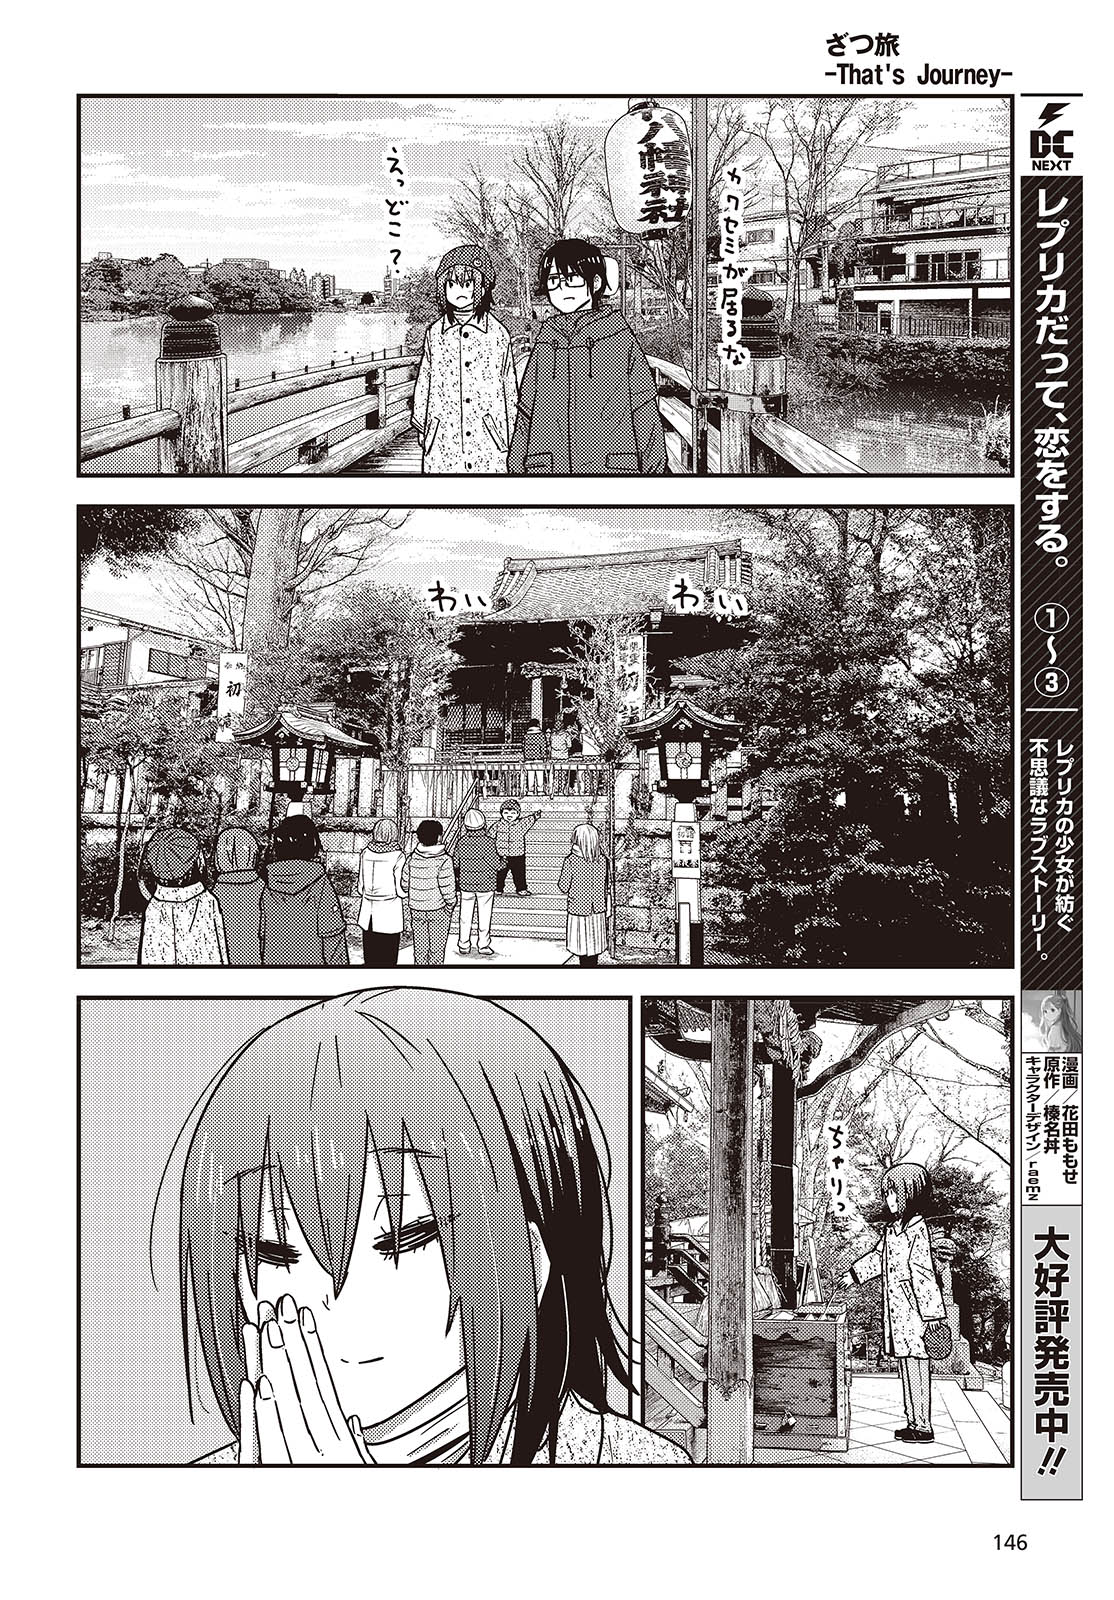 ざつ旅
-That's Journey-
カワセミが居るな
えっどこ？
八幡神社
わい
わい
初
初
ちゃりっ
DC
NEXT
レプリカだって、恋をする。 ①～③
レプリカの少女が紡ぐ
不思議なラブストーリー。
漫画／花田ももせ
原作／榛名丼
キャラクターデザイン／raemz
大好評発売中!!
146